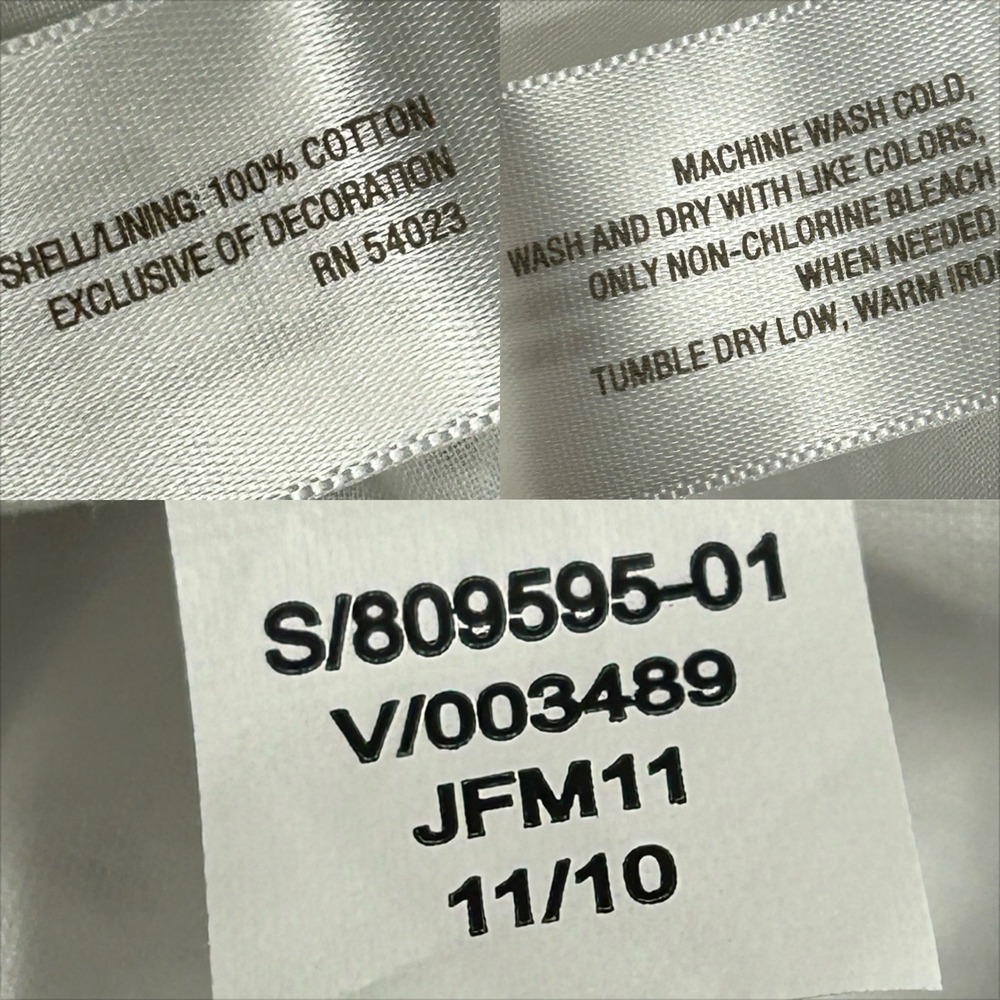 SHELL/LINING: 100% COTTON
EXCLUSIVE OF DECORATION
RN 54023
MACHINE WASH COLD,
WASH AND DRY WITH LIKE COLORS,
ONLY NON-CHLORINE BLEACH
WHEN NEEDED
TUMBLE DRY LOW, WARM IRO
S/809595-01
V/003489
JFM11
11/10